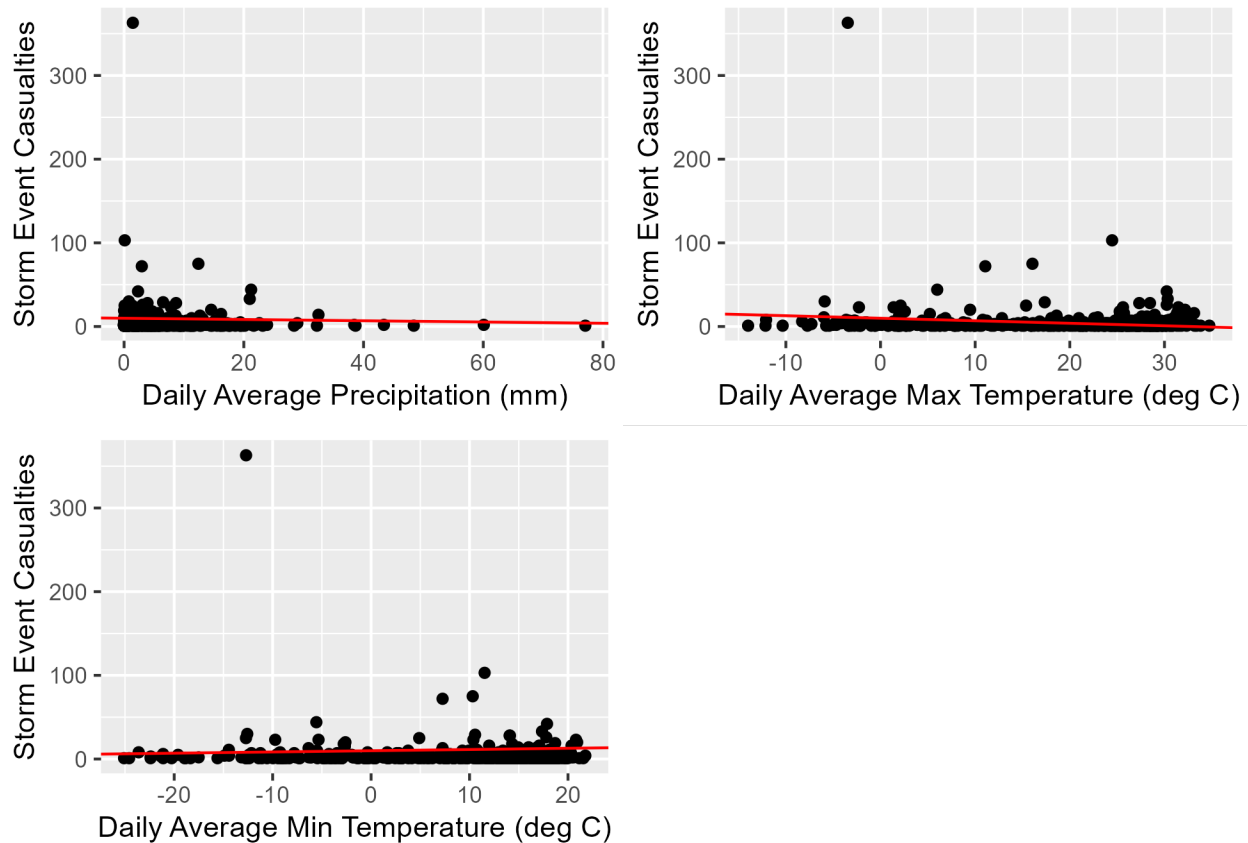 Storm Event Casualties
300
200
100
0
0 20 40 60 80
Daily Average Precipitation (mm)
Storm Event Casualties
300
200
100
0
-10 0 10 20 30
Daily Average Max Temperature (deg C)
Storm Event Casualties
300
200
100
0
-20 -10 0 10 20
Daily Average Min Temperature (deg C)